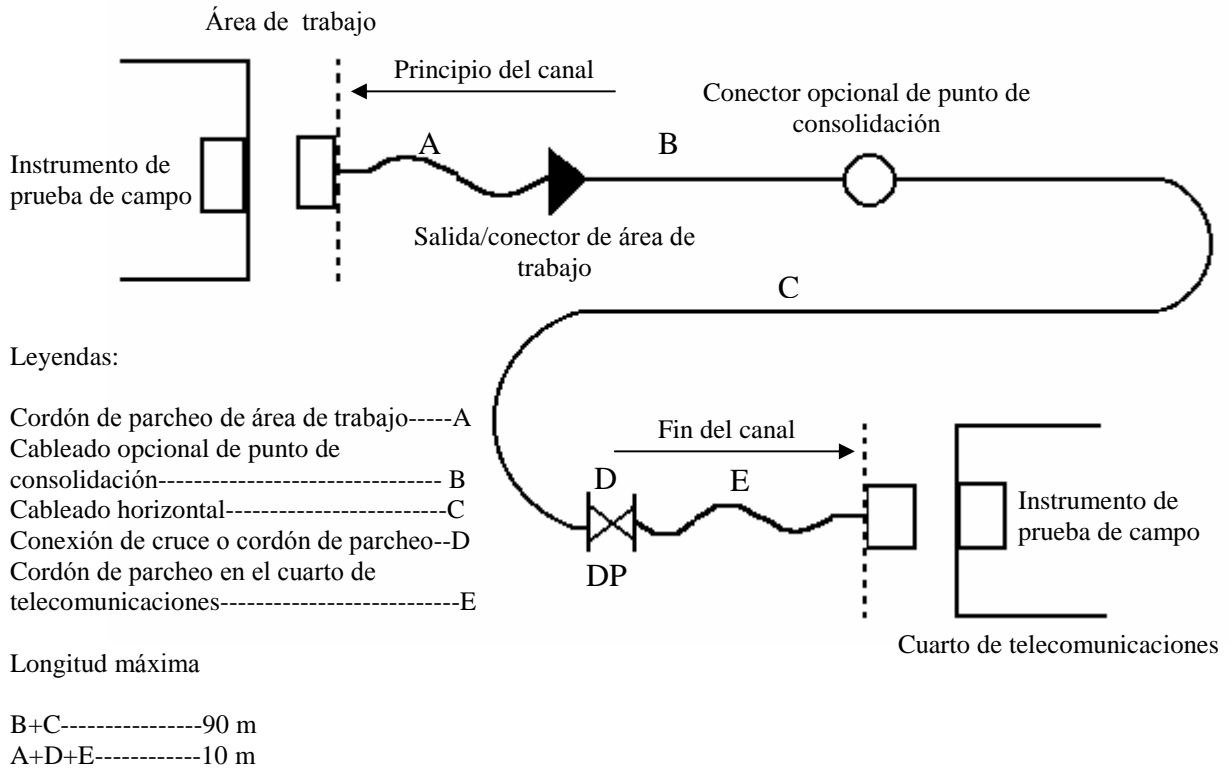 Área de trabajo
Principio del canal
Conector opcional de punto de
consolidación
A
B
Instrumento de
prueba de campo
Salida/conector de área de
trabajo
C
Leyendas:
Cordón de parcheo de área de trabajo-----A
Cableado opcional de punto de
consolidación-------------------------------- B
Cableado horizontal-------------------------C
Conexión de cruce o cordón de parcheo--D
Cordón de parcheo en el cuarto de
telecomunicaciones---------------------------E
Fin del canal
D
E
DP
Instrumento de
prueba de campo
Cuarto de telecomunicaciones
Longitud máxima
B+C----------------90 m
A+D+E------------10 m